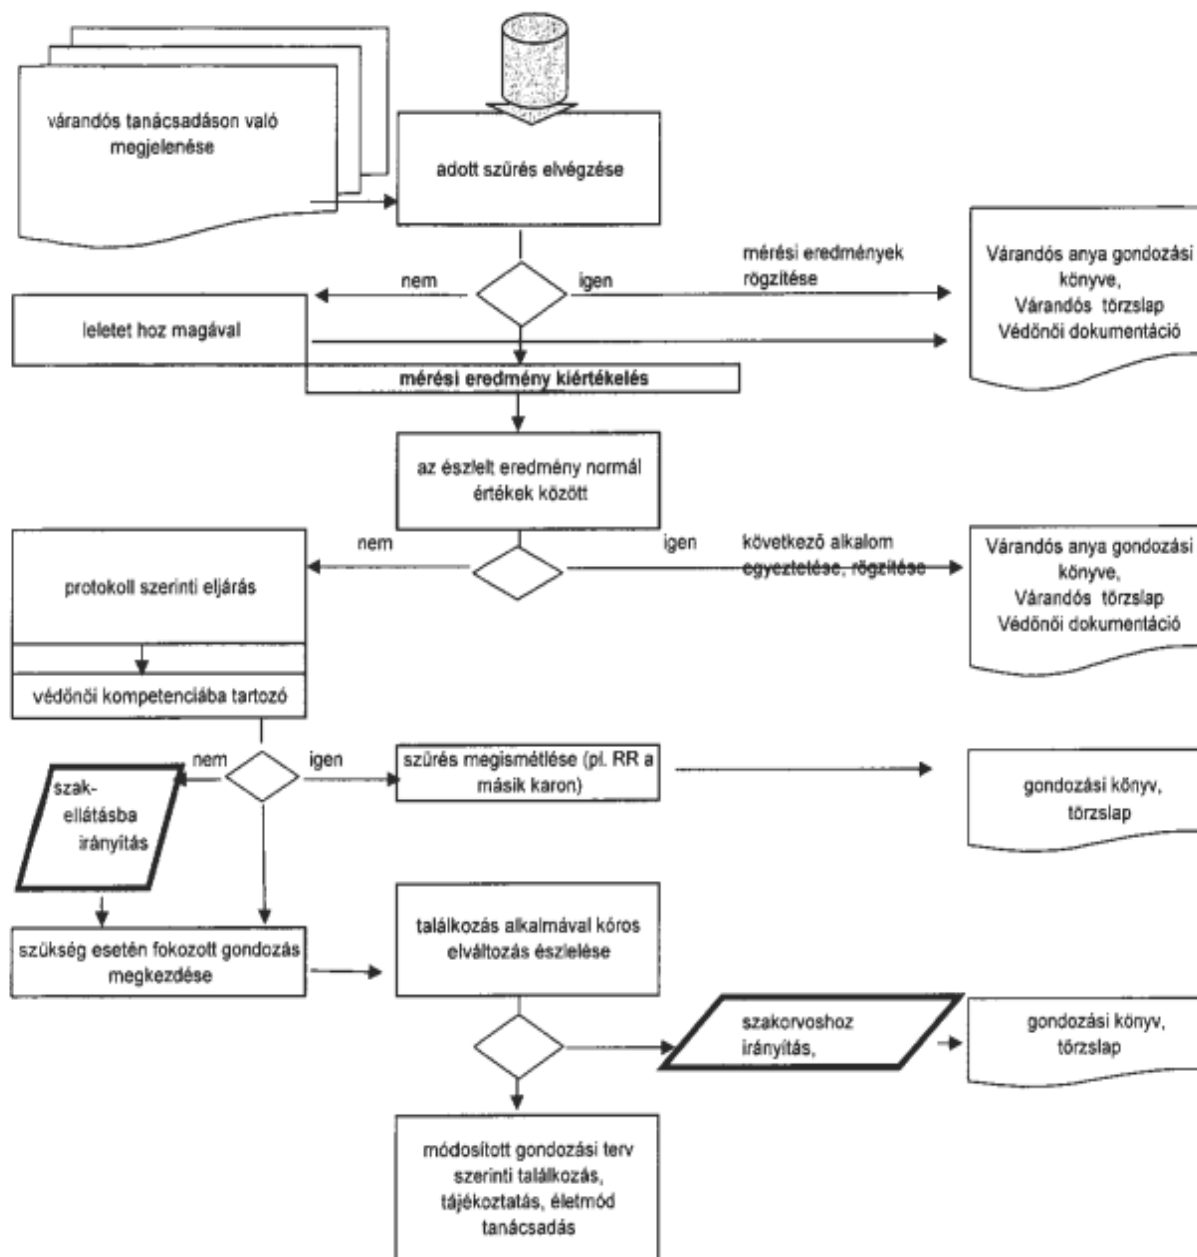 várandós tanácsadáson való
megjelenése
adott szűrés elvégzése
nem
igen
mérési eredmények
rögzítése
Várandós anya gondozási
könyve,
Várandós törzslap
Védőnői dokumentáció
leletet hoz magával
mérési eredmény kiértékelés
az észlelt eredmény normál
értékek között
nem
igen
következő alkalom
egyeztetése, rögzítése
Várandós anya gondozási
könyve,
Várandós törzslap
Védőnői dokumentáció
protokoll szerinti eljárás
védőnői kompetenciába tartozó
nem
igen
szűrés megismétlése (pl. RR a
másik karon)
gondozási könyv,
törzslap
szak-
ellátásba
irányítás
szükség esetén fokozott gondozás
megkezdése
találkozás alkalmával kóros
elváltozás észlelése
szakorvoshoz
irányítás,
gondozási könyv,
törzslap
módosított gondozási terv
szerinti találkozás,
tájékoztatás, életmód
tanácsadás